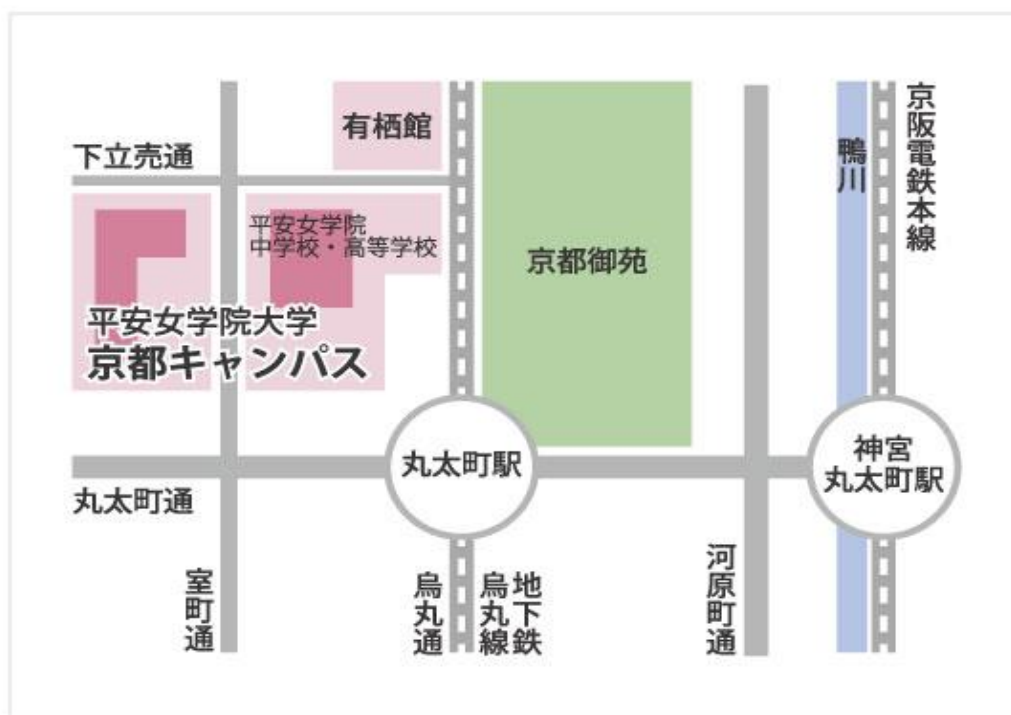 有栖館
下立売通
平安女学院
中学校・高等学校
平安女学院大学
京都キャンパス
京都御苑
鴨川
京阪電鉄本線
丸太町駅
神宮
丸太町駅
丸太町通
室町通
烏丸通
地下鉄
烏丸線
河原町通